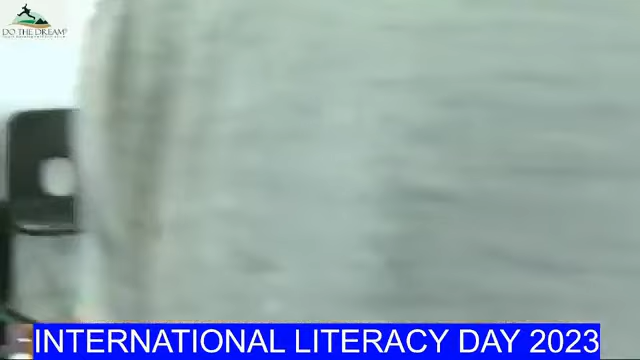 DO THE DREAM?
INTERNATIONAL LITERACY DAY 2023